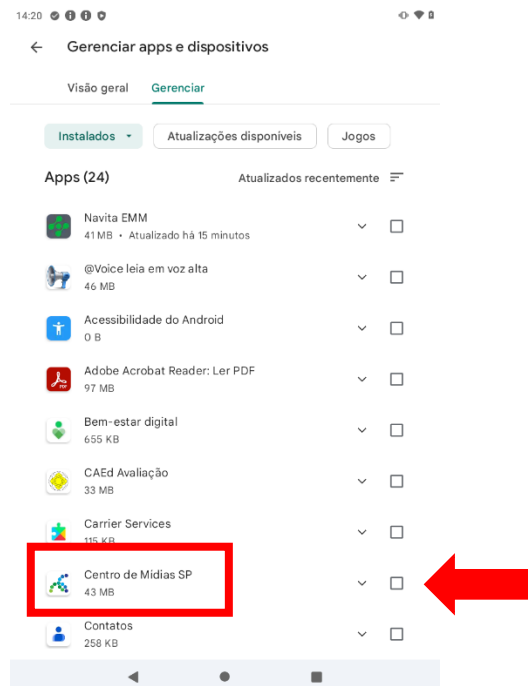 14:20
Gerenciar apps e dispositivos
Visão geral Gerenciar
Instalados Atualizações disponíveis Jogos
Apps (24) Atualizados recentemente
Navita EMM
41 MB • Atualizado há 15 minutos
@Voice leia em voz alta
46 MB
Acessibilidade do Android
0 B
Adobe Acrobat Reader: Ler PDF
97 MB
Bem-estar digital
655 KB
CAEd Avaliação
33 MB
Carrier Services
115 KB
Centro de Mídias SP
43 MB
Contatos
258 KB